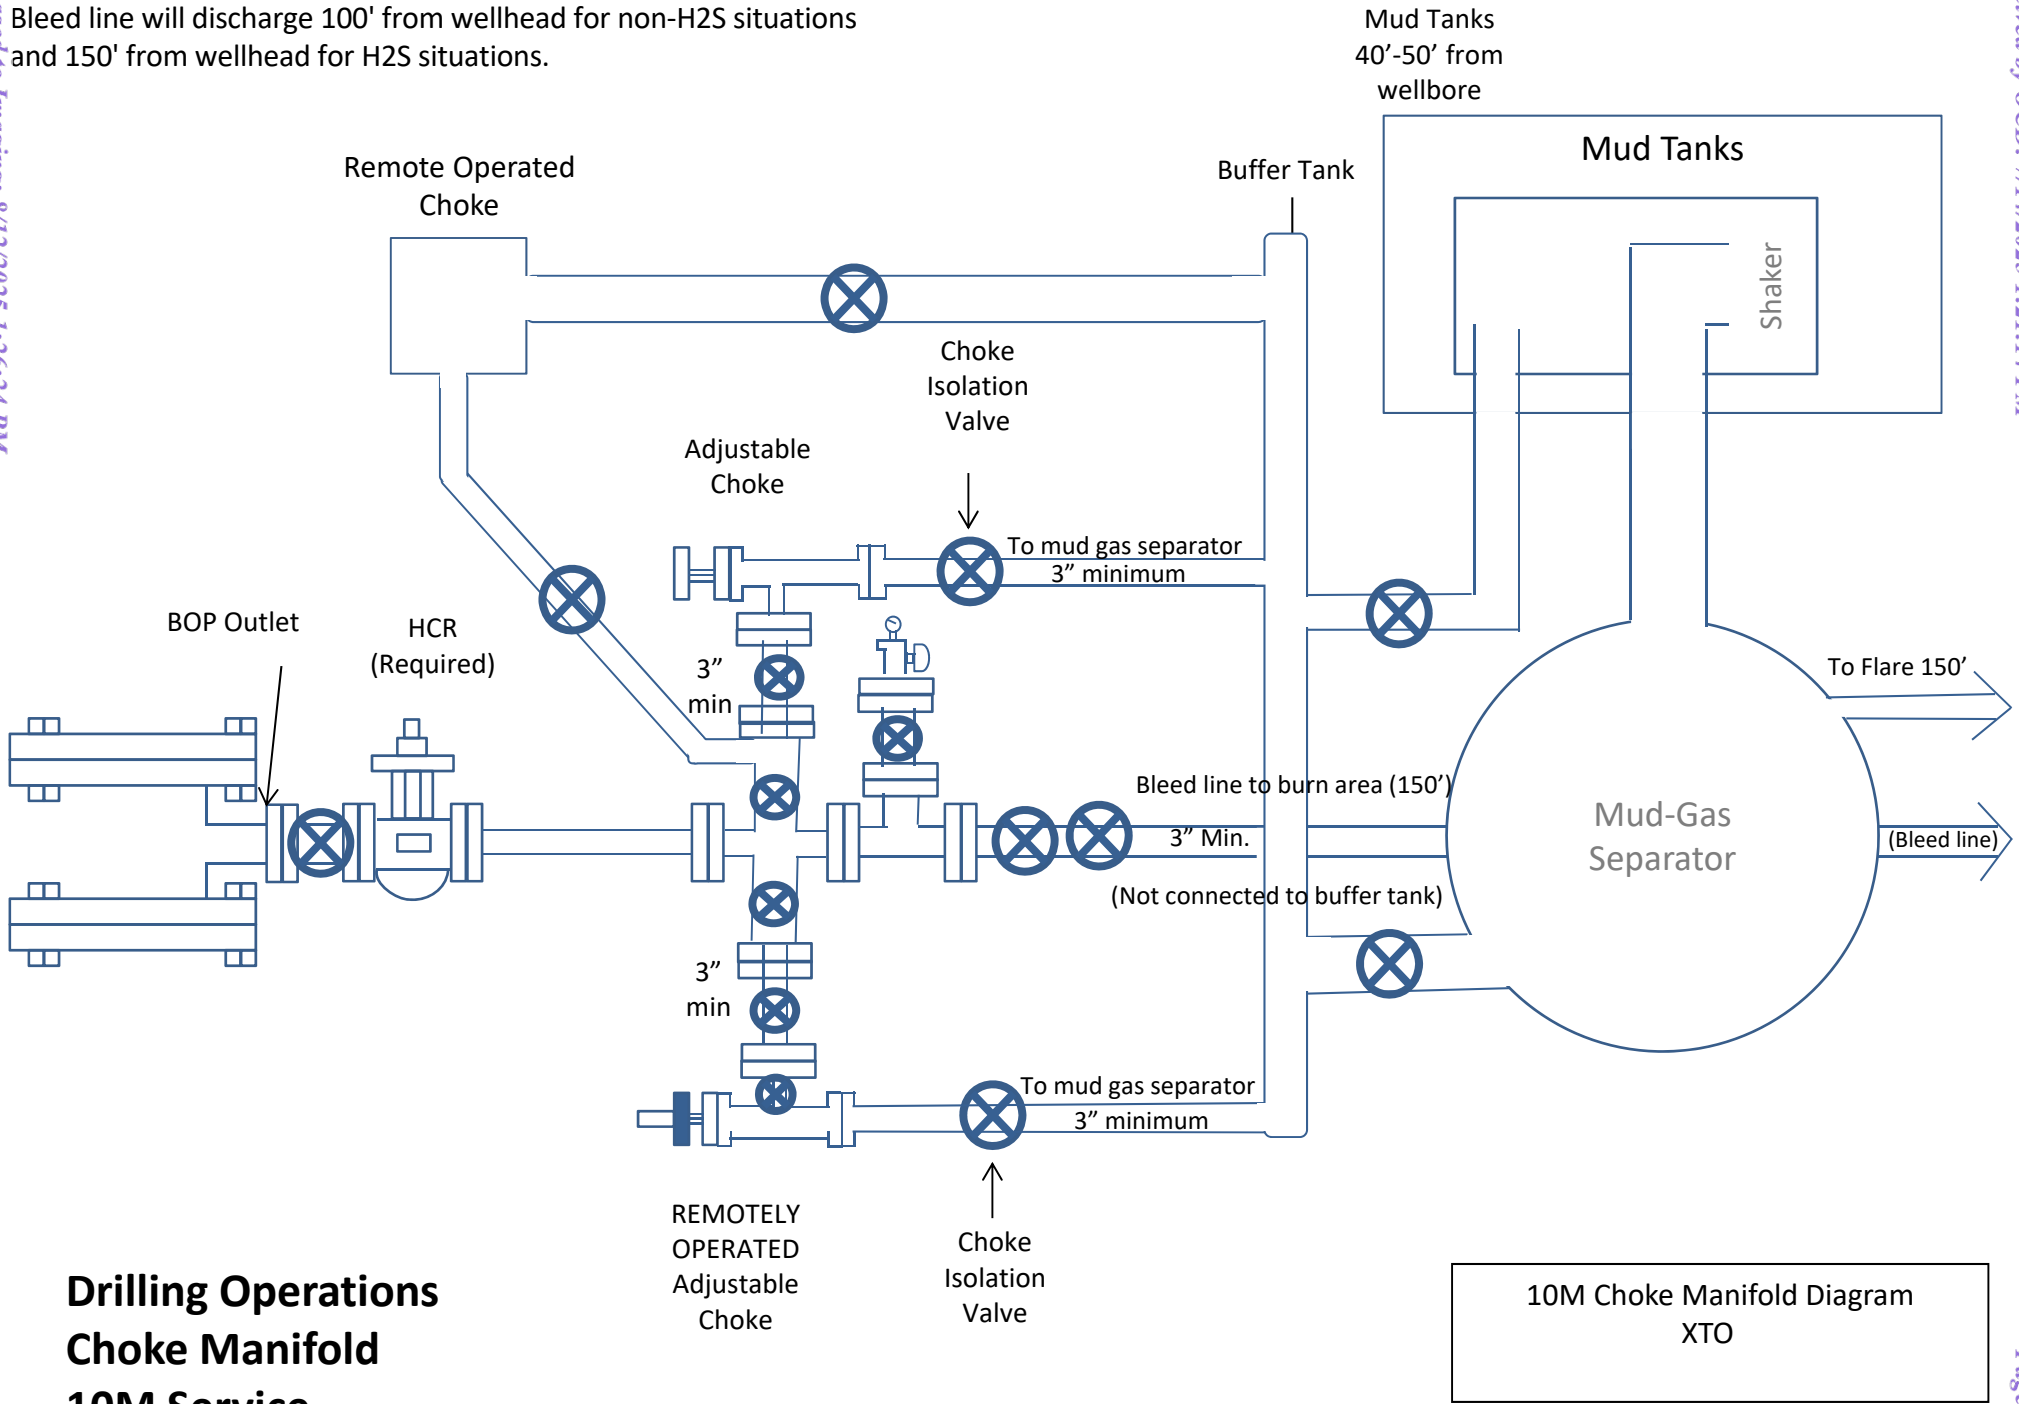 Bleed line will discharge 100' from wellhead for non-H2S situations
and 150' from wellhead for H2S situations.
Mud Tanks
40’-50’ from
wellbore
Mud Tanks
Shaker
Remote Operated
Choke
Buffer Tank
Choke
Isolation
Valve
Adjustable
Choke
To mud gas separator
3” minimum
BOP Outlet
HCR
(Required)
3”
min
To Flare 150’
Bleed line to burn area (150’)
3” Min.
(Not connected to buffer tank)
Mud-Gas
Separator
(Bleed line)
3”
min
To mud gas separator
3” minimum
REMOTELY
OPERATED
Adjustable
Choke
Choke
Isolation
Valve
Drilling Operations
Choke Manifold
10M Service
10M Choke Manifold Diagram
XTO